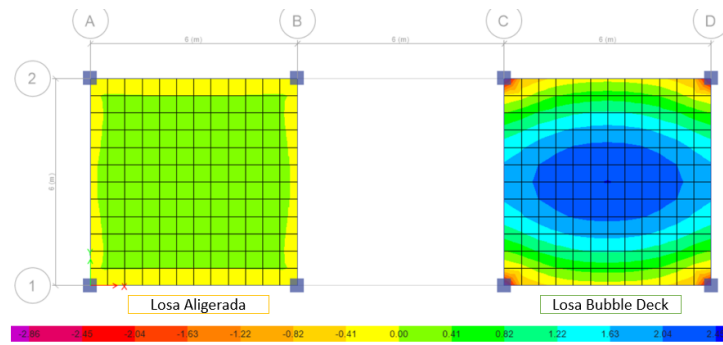 A B C D
6 (m) 6 (m) 6 (m)
2
6 (m)
Y
X
1
Losa Aligerada Losa Bubble Deck
-2.86 -2.45 -2.04 -1.63 -1.22 -0.82 -0.41 0.00 0.41 0.82 1.22 1.63 2.04